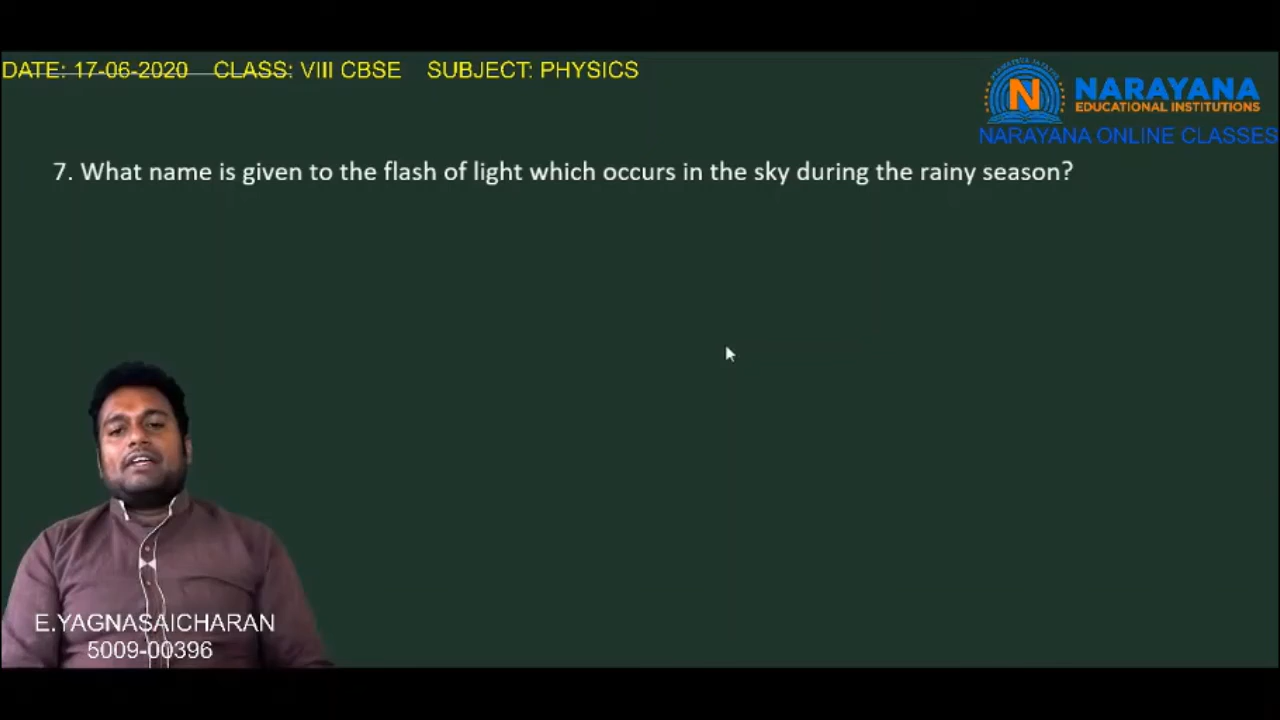 DATE: 17-06-2020 CLASS: VIII CBSE SUBJECT: PHYSICS
N NARAYANA
EDUCATIONAL INSTITUTIONS
NARAYANA ONLINE CLASSES
7. What name is given to the flash of light which occurs in the sky during the rainy season?
E.YAGNASAICHARAN
5009-00396